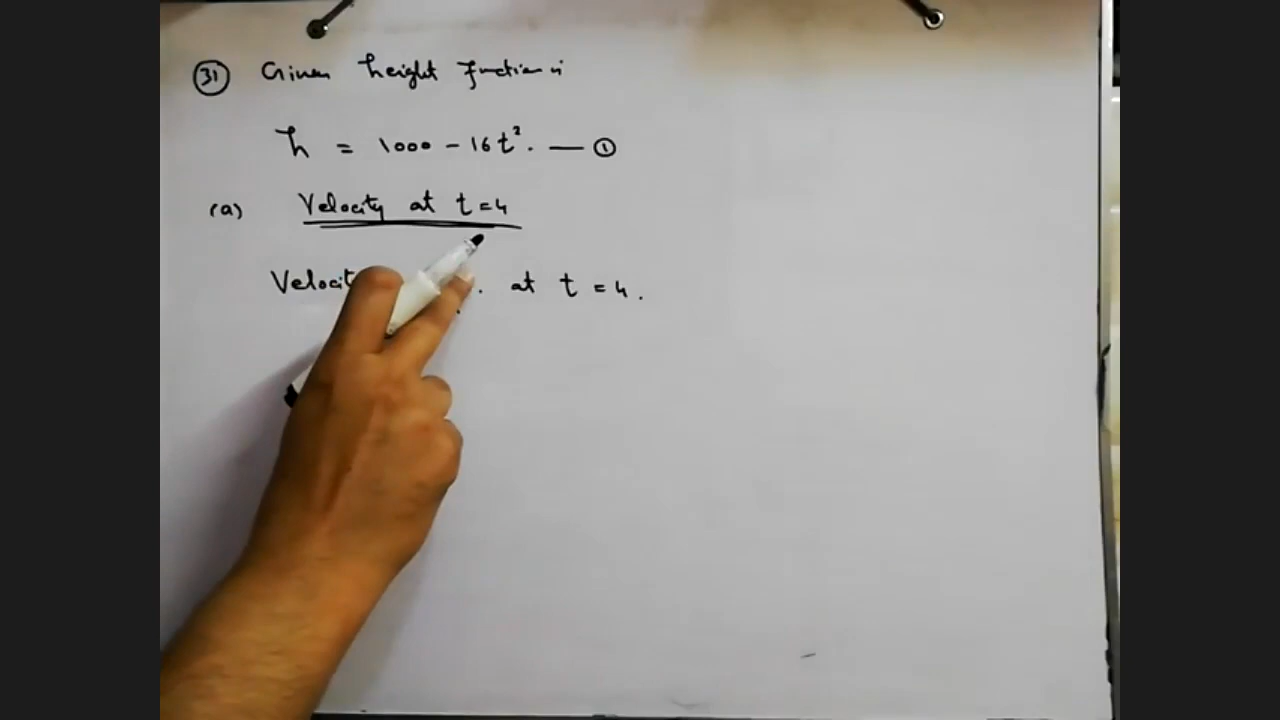 31 Given height function is
h = 1000 - 16t². — ①
(a) Velocity at t=4
Velocit . at t = 4.